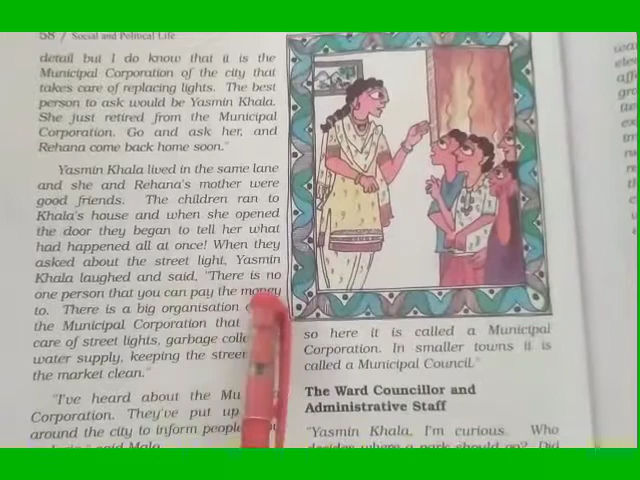 58 / Social and Political Life
detail but I do know that it is the
Municipal Corporation of the city that
takes care of replacing lights. The best
person to ask would be Yasmin Khala.
She just retired from the Municipal
Corporation. Go and ask her, and
Rehana come back home soon."
Yasmin Khala lived in the same lane
and she and Rehana's mother were
good friends. The children ran to
Khala's house and when she opened
the door they began to tell her what
had happened all at once! When they
asked about the street light, Yasmin
Khala laughed and said, "There is no
one person that you can pay the money
to. There is a big organisation
the Municipal Corporation that
care of street lights, garbage
water supply, keeping the
the market clean."
"I've heard about the
Corporation. They've put up
around the city to inform
said Mala.
so here it is called a Municipal
Corporation. In smaller towns it is
called a Municipal Council."
The Ward Councillor and
Administrative Staff
"Yasmin Khala, I'm curious. Who
decides where a park should go? Did